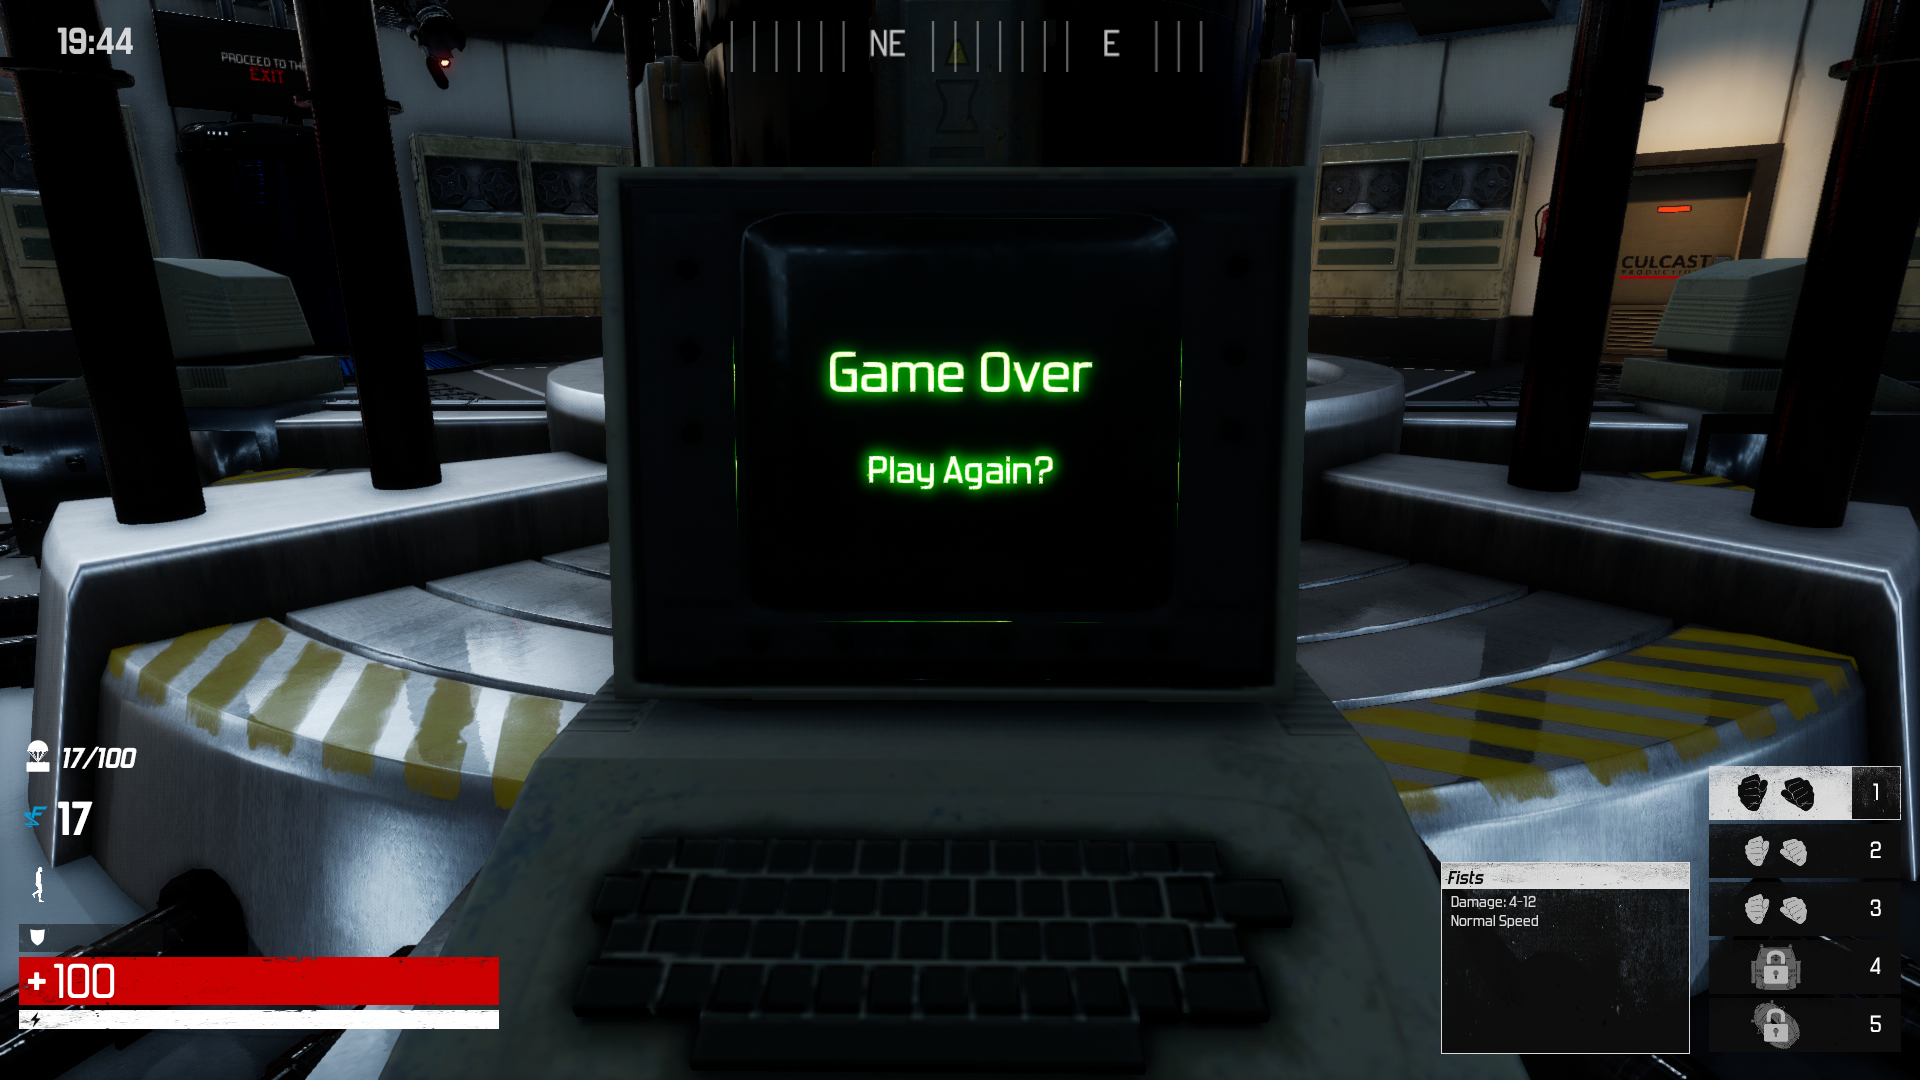 19:44
PROCEED TO THE
EXIT
NE
E
CULCAST
PRODUCTIONS
Game Over
Play Again?
17/100
17
+100
1
2
3
4
5
Fists
Damage: 4-12
Normal Speed